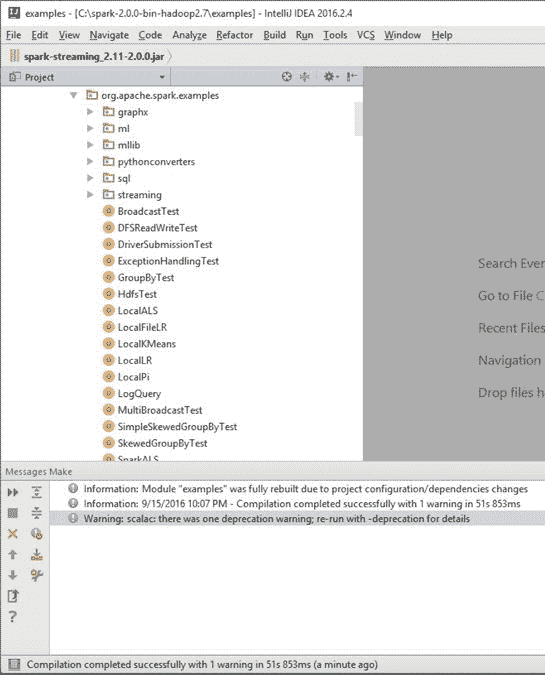 examples - [C:\spark-2.0.0-bin-hadoop2.7\examples] - IntelliJ IDEA 2016.2.4
File Edit View Navigate Code Analyze Refactor Build Run Tools VCS Window Help
spark-streaming_2.11-2.0.0.jar
Project
org.apache.spark.examples
graphx
ml
mllib
pythonconverters
sql
streaming
BroadcastTest
DFSReadWriteTest
DriverSubmissionTest
ExceptionHandlingTest
GroupByTest
HdfsTest
LocalALS
LocalFileLR
LocalKMeans
LocalLR
LocalPi
LogQuery
MultiBroadcastTest
SimpleSkewedGroupByTest
SkewedGroupByTest
SparkALS
Search Ever
Go to File C
Recent Files
Navigation
Drop files h
Messages Make
Information: Module "examples" was fully rebuilt due to project configuration/dependencies changes
Information: 9/15/2016 10:07 PM - Compilation completed successfully with 1 warning in 51s 853ms
Warning: scalac: there was one deprecation warning; re-run with -deprecation for details
Compilation completed successfully with 1 warning in 51s 853ms (a minute ago)